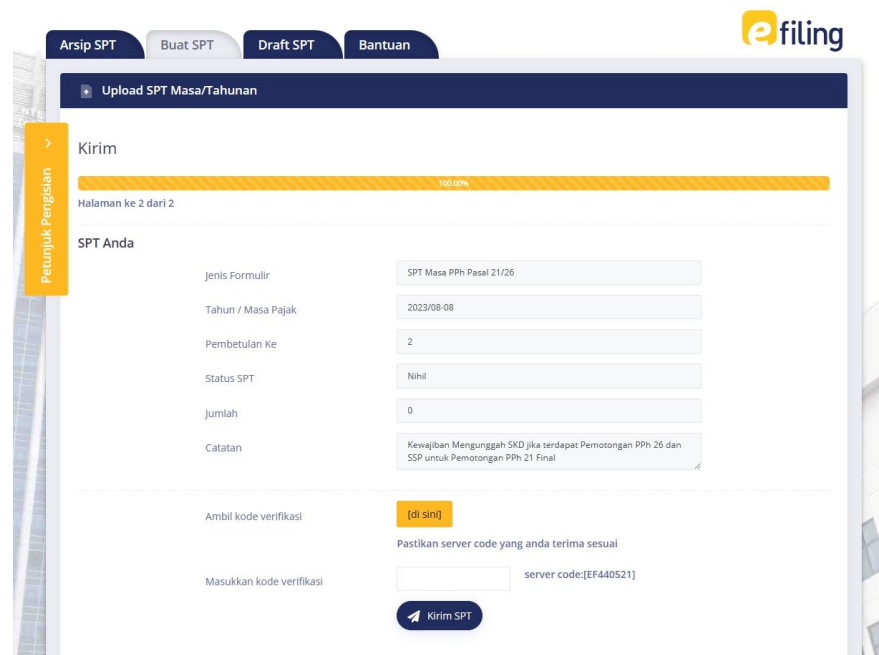 efiling
Arsip SPT
Buat SPT
Draft SPT
Bantuan
Upload SPT Masa/Tahunan
Petunjuk Pengisian
Kirim
100.00%
Halaman ke 2 dari 2
SPT Anda
Jenis Formulir
SPT Masa PPh Pasal 21/26
Tahun / Masa Pajak
2023/08-08
Pembetulan Ke
2
Status SPT
Nihil
Jumlah
0
Catatan
Kewajiban Mengunggah SKD jika terdapat Pemotongan PPh 26 dan
SSP untuk Pemotongan PPh 21 Final
Ambil kode verifikasi
[di sini]
Pastikan server code yang anda terima sesuai
Masukkan kode verifikasi
server code:[EF440521]
Kirim SPT